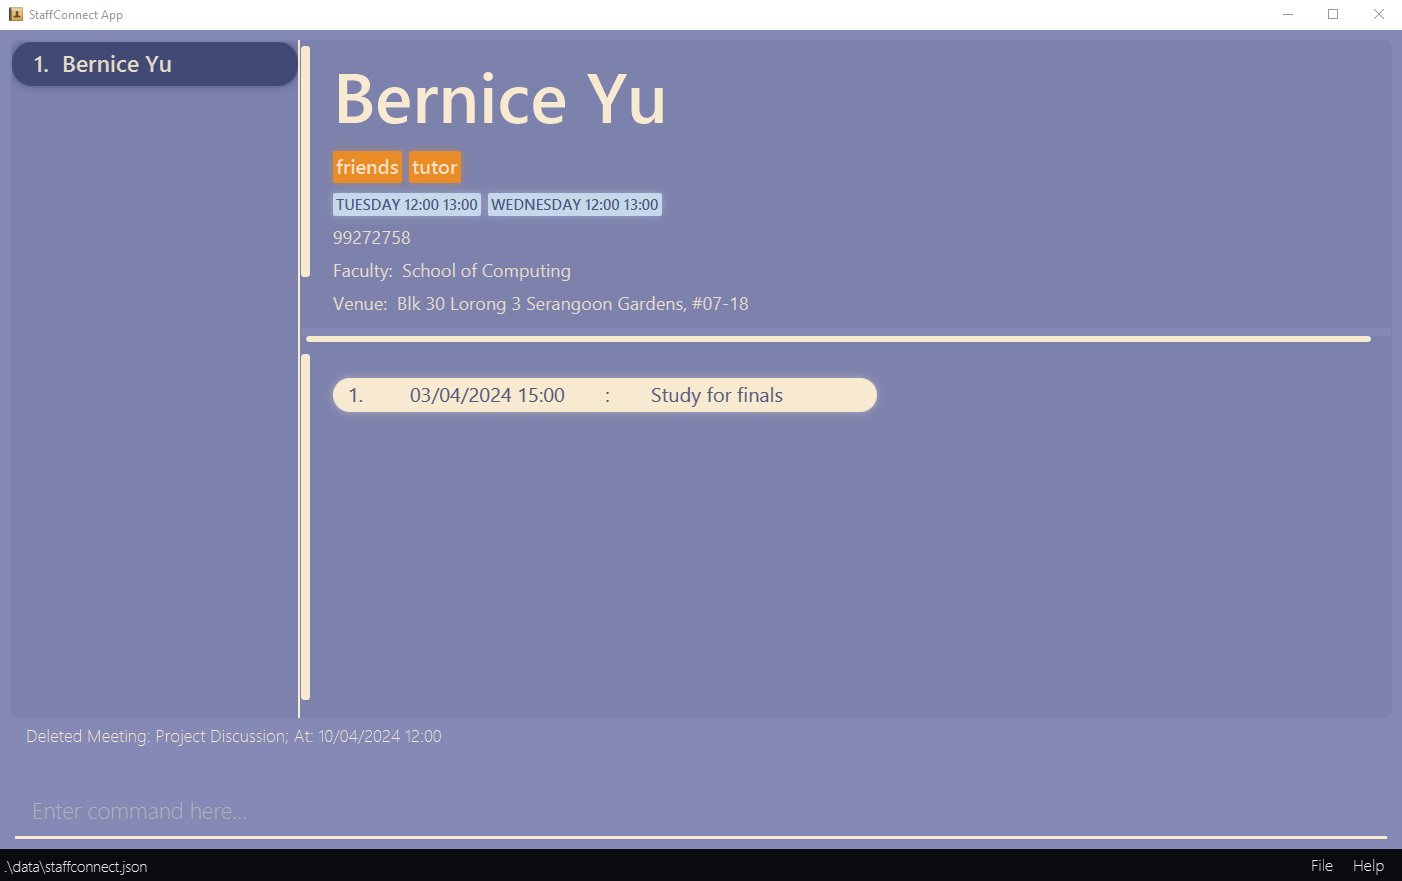 StaffConnect App
1. Bernice Yu
Bernice Yu
friends tutor
TUESDAY 12:00 13:00 WEDNESDAY 12:00 13:00
99272758
Faculty: School of Computing
Venue: Blk 30 Lorong 3 Serangoon Gardens, #07-18
1. 03/04/2024 15:00 : Study for finals
Deleted Meeting: Project Discussion; At: 10/04/2024 12:00
Enter command here...
.\data\staffconnect.json File Help